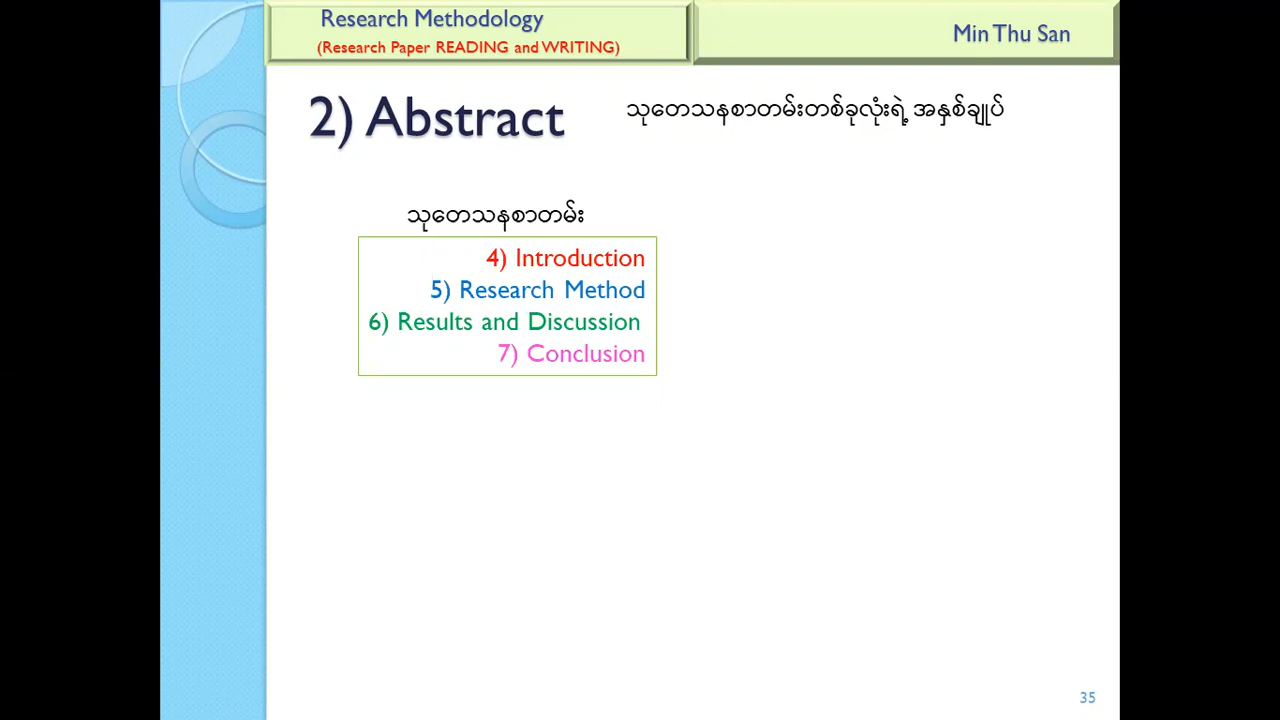 Research Methodology
(Research Paper READING and WRITING)
Min Thu San
2) Abstract
သုတေသနစာတမ်းတစ်ခုလုံးရဲ့ အနှစ်ချုပ်
သုတေသနစာတမ်း
4) Introduction
5) Research Method
6) Results and Discussion
7) Conclusion
35